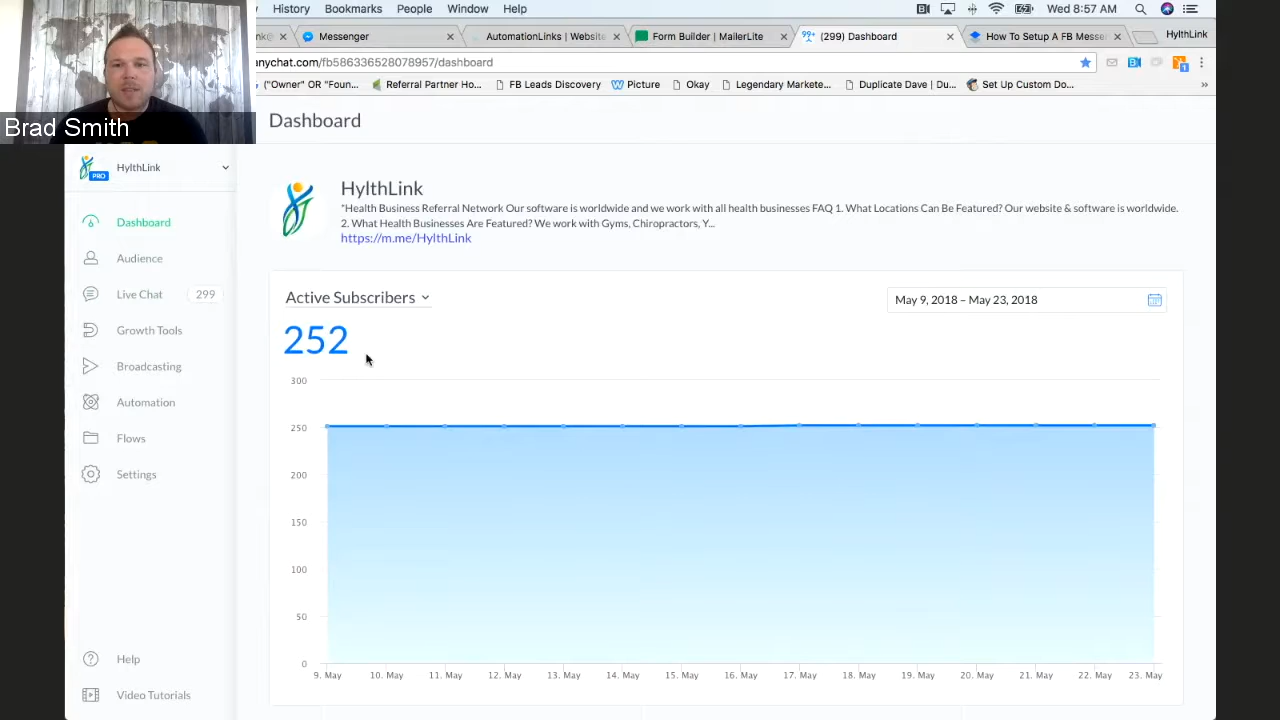 History Bookmarks People Window Help Wed 8:57 AM
Messenger AutomationLinks | Website Form Builder | MailerLite 99+ (299) Dashboard How To Setup A FB Messen HylthLink
anychat.com/fb586336528078957/dashboard
("Owner" OR "Foun... Referral Partner Ho... FB Leads Discovery Picture Okay Legendary Markete... Duplicate Dave | Du... Set Up Custom Do... »
Brad Smith
Dashboard
HylthLink
PRO
Dashboard
Audience
Live Chat 299
Growth Tools
Broadcasting
Automation
Flows
Settings
Help
Video Tutorials
HylthLink
"Health Business Referral Network Our software is worldwide and we work with all health businesses FAQ 1. What Locations Can Be Featured? Our website & software is worldwide.
2. What Health Businesses Are Featured? We work with Gyms, Chiropractors, Y...
https://m.me/HylthLink
Active Subscribers
May 9, 2018 – May 23, 2018
252
300
250
200
150
100
50
0
9. May 10. May 11. May 12. May 13. May 14. May 15. May 16. May 17. May 18. May 19. May 20. May 21. May 22. May 23. May